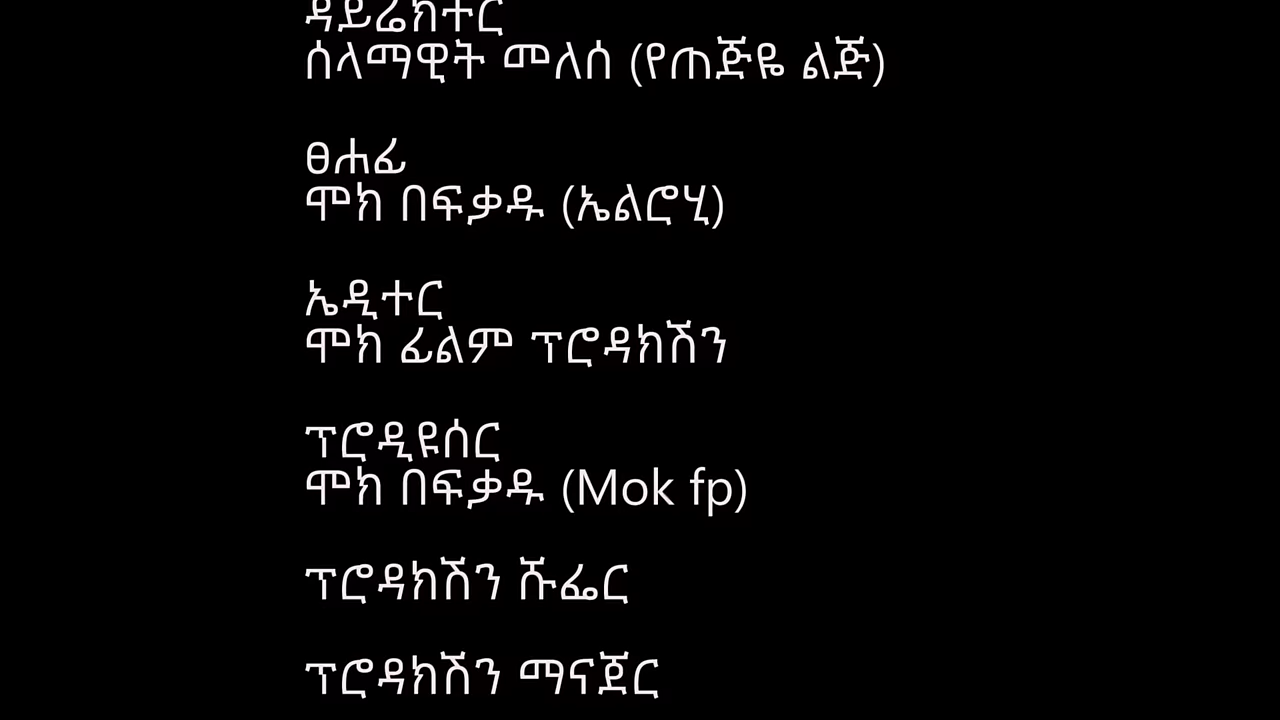 ዳይሬክተር
ሰላማዊት መለሰ (የጠጅዬ ልጅ)
ፀሐፊ
ሞክ በፍቃዱ (ኤልሮሂ)
ኤዲተር
ሞክ ፊልም ፕሮዳክሽን
ፕሮዲዩሰር
ሞክ በፍቃዱ (Mok fp)
ፕሮዳክሽን ሹፌር
ፕሮዳክሽን ማናጀር